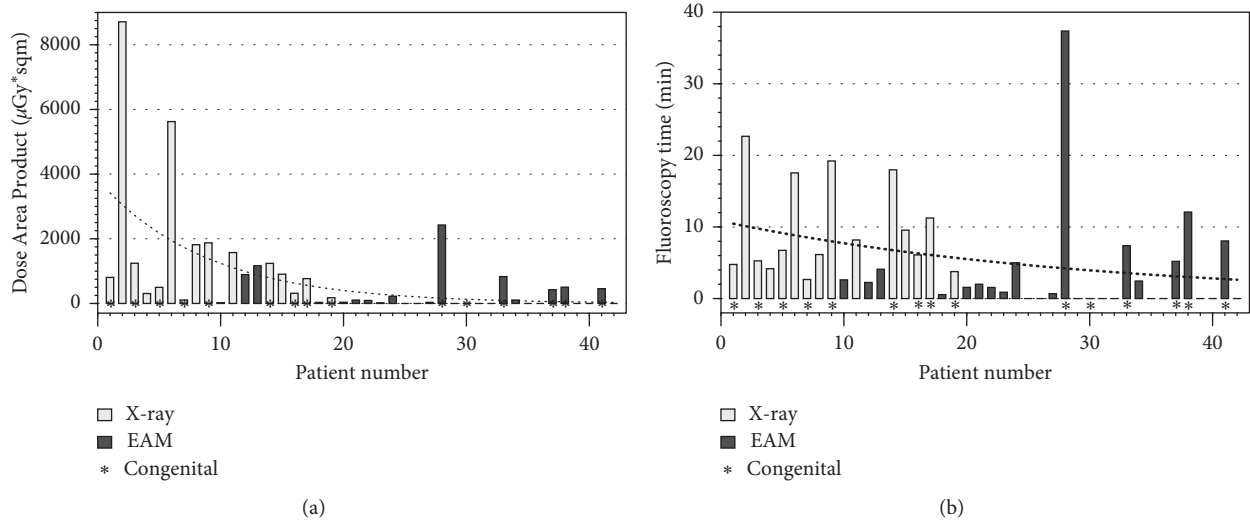 8000
6000
4000
2000
0
Dose Area Product (μGy*sqm)
* * * * * * * * * * * * * * *
0 10 20 30 40
Patient number
X-ray
EAM
* Congenital
(a)
40
30
20
10
0
Fluoroscopy time (min)
* * * * * * * * * * * * * * *
0 10 20 30 40
Patient number
X-ray
EAM
* Congenital
(b)